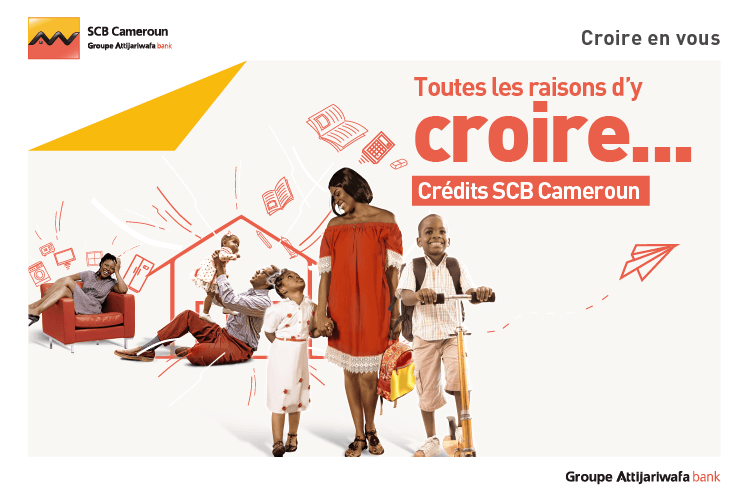 SCB Cameroun
Groupe Attijariwafa bank
Croire en vous
Toutes les raisons d'y
croire...
Crédits SCB Cameroun
Groupe Attijariwafa bank